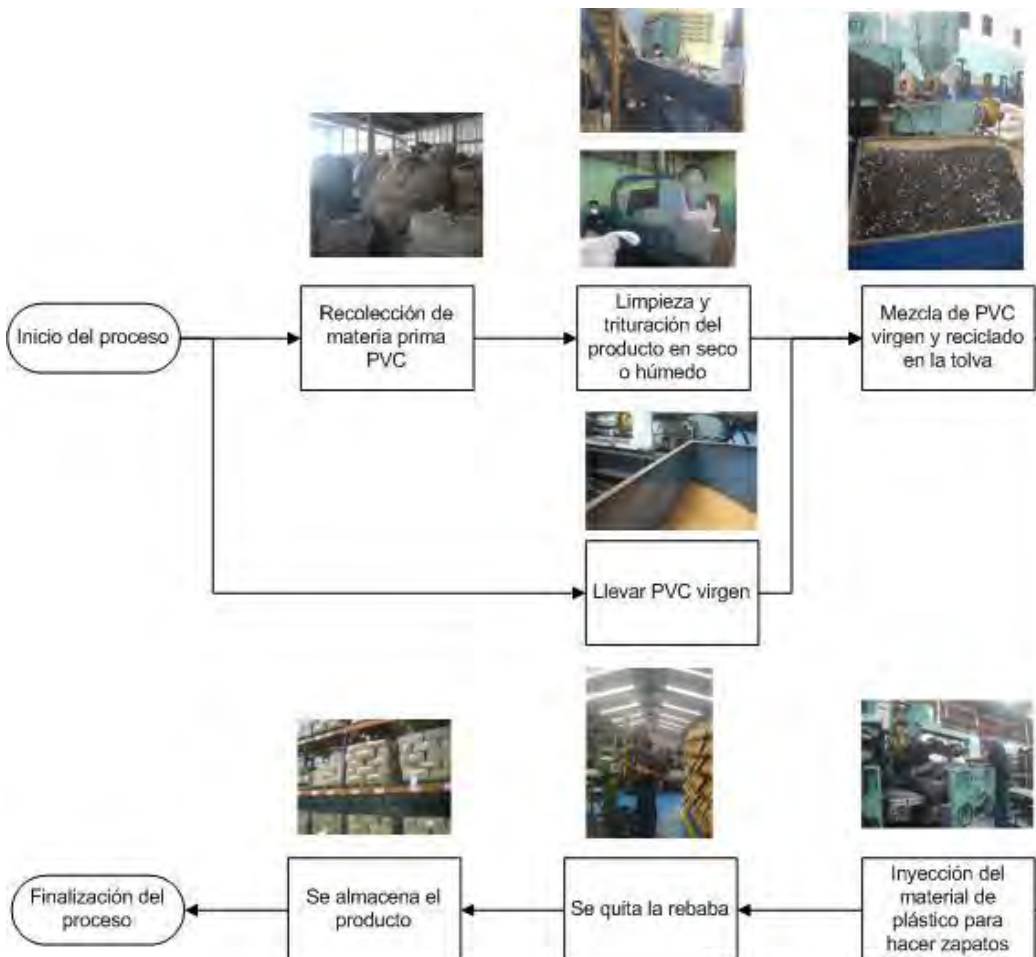 Inicio del proceso
Recolección de
materia prima
PVC
Limpieza y
trituración del
producto en seco
o húmedo
Mezcla de PVC
virgen y reciclado
en la tolva
Llevar PVC virgen
Finalización del
proceso
Se almacena el
producto
Se quita la rebaba
Inyección del
material de
plástico para
hacer zapatos